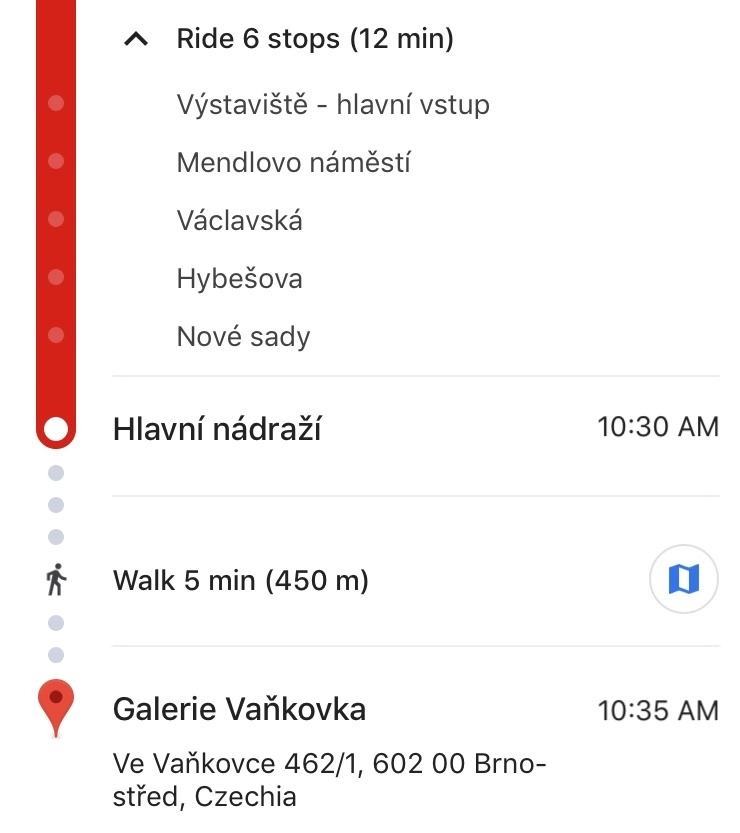 Ride 6 stops (12 min)
Výstaviště - hlavní vstup
Mendlovo náměstí
Václavská
Hybešova
Nové sady
Hlavní nádraží 10:30 AM
Walk 5 min (450 m)
Galerie Vaňkovka 10:35 AM
Ve Vaňkovce 462/1, 602 00 Brno-
střed, Czechia